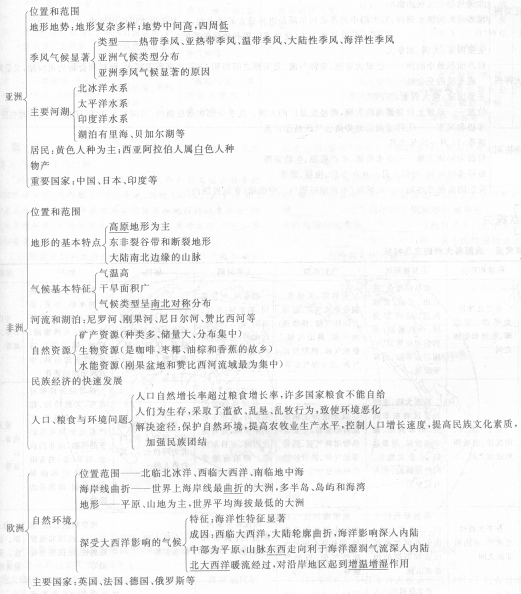 位置和范围
地形地势:地形复杂多样;地势中间高,四周低
类型——热带季风、亚热带季风、温带季风、大陆性季风、海洋性季风
季风气候显著
亚洲气候类型分布
亚洲季风气候显著的原因
亚洲
北冰洋水系
主要河湖
太平洋水系
印度洋水系
湖泊有里海、贝加尔湖等
居民:黄色人种为主;西亚阿拉伯人属白色人种
物产
重要国家:中国、日本、印度等
位置和范围
高原地形为主
地形的基本特点
东非裂谷带和断裂地形
大陆南北边缘的山脉
气温高
气候基本特征
干旱面积广
气候类型呈南北对称分布
河流和湖泊:尼罗河、刚果河、尼日尔河、赞比西河等
非洲
矿产资源(种类多、储量大、分布集中)
自然资源
生物资源(是咖啡、枣椰、油棕和香蕉的故乡)
水能资源(刚果盆地和赞比西河流域最为集中)
民族经济的快速发展
人口自然增长率超过粮食增长率,许多国家粮食不能自给
人口、粮食与环境问题
人们为生存,采取了滥砍、乱垦、乱牧行为,致使环境恶化
解决途径:保护自然环境,提高农牧业生产水平,控制人口增长速度,提高民族文化素质,
加强民族团结
位置范围——北临北冰洋、西临大西洋、南临地中海
海岸线曲折——世界上海岸线最曲折的大洲,多半岛、岛屿和海湾
地形——平原、山地为主,世界平均海拔最低的大洲
自然环境
特征:海洋性特征显著
欧洲
成因:西临大西洋,大陆轮廓曲折,海洋影响深入内陆
深受大西洋影响的气候
中部为平原,山脉东西走向利于海洋湿润气流深入内陆
北大西洋暖流经过,对沿岸地区起到增温增湿作用
主要国家:英国、法国、德国、俄罗斯等